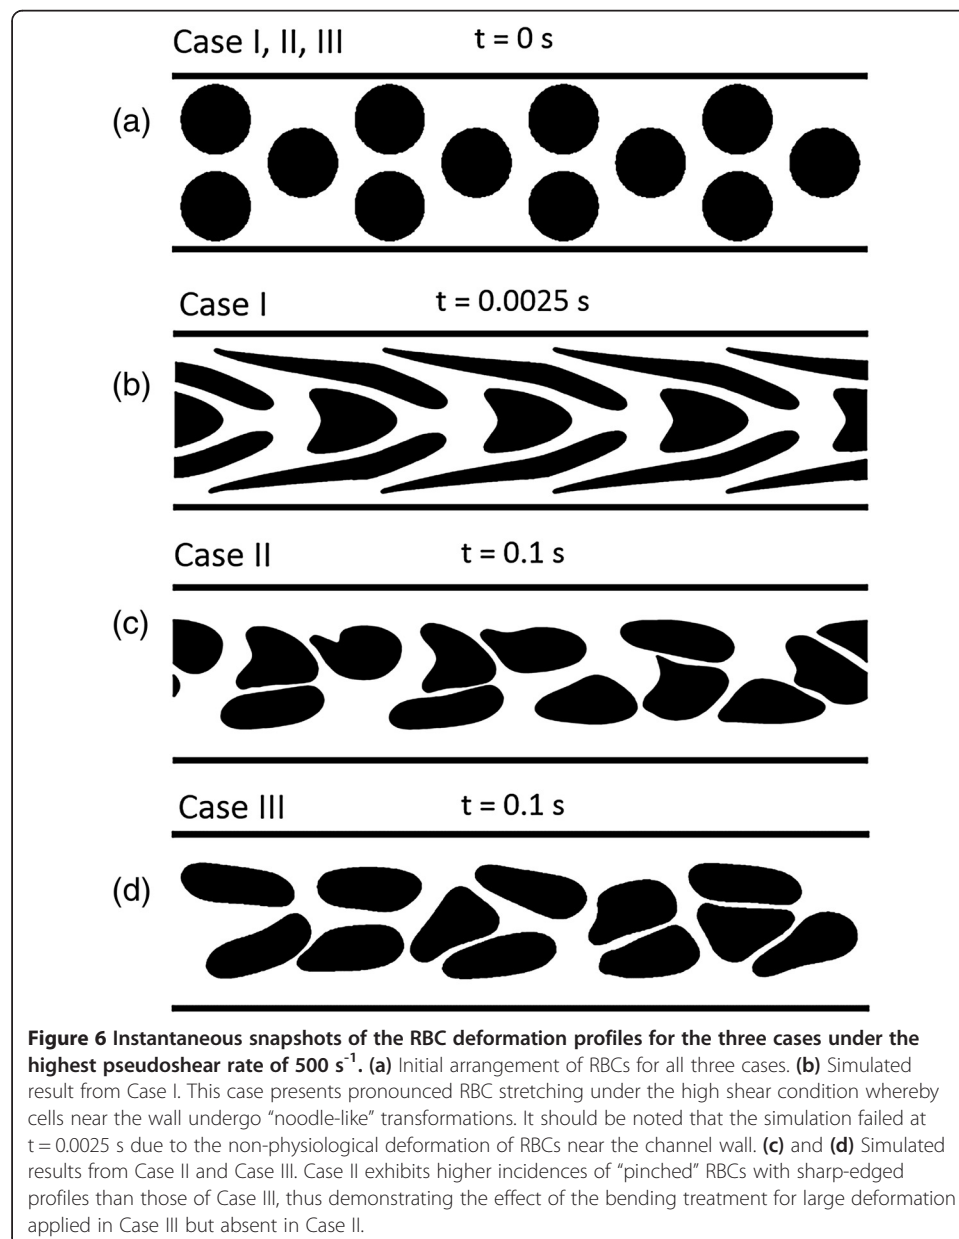 Case I, II, III t = 0 s
(a)
Case I t = 0.0025 s
(b)
Case II t = 0.1 s
(c)
Case III t = 0.1 s
(d)
Figure 6 Instantaneous snapshots of the RBC deformation profiles for the three cases under the
highest pseudoshear rate of 500 s⁻¹. (a) Initial arrangement of RBCs for all three cases. (b) Simulated
result from Case I. This case presents pronounced RBC stretching under the high shear condition whereby
cells near the wall undergo “noodle-like” transformations. It should be noted that the simulation failed at
t = 0.0025 s due to the non-physiological deformation of RBCs near the channel wall. (c) and (d) Simulated
results from Case II and Case III. Case II exhibits higher incidences of “pinched” RBCs with sharp-edged
profiles than those of Case III, thus demonstrating the effect of the bending treatment for large deformation
applied in Case III but absent in Case II.